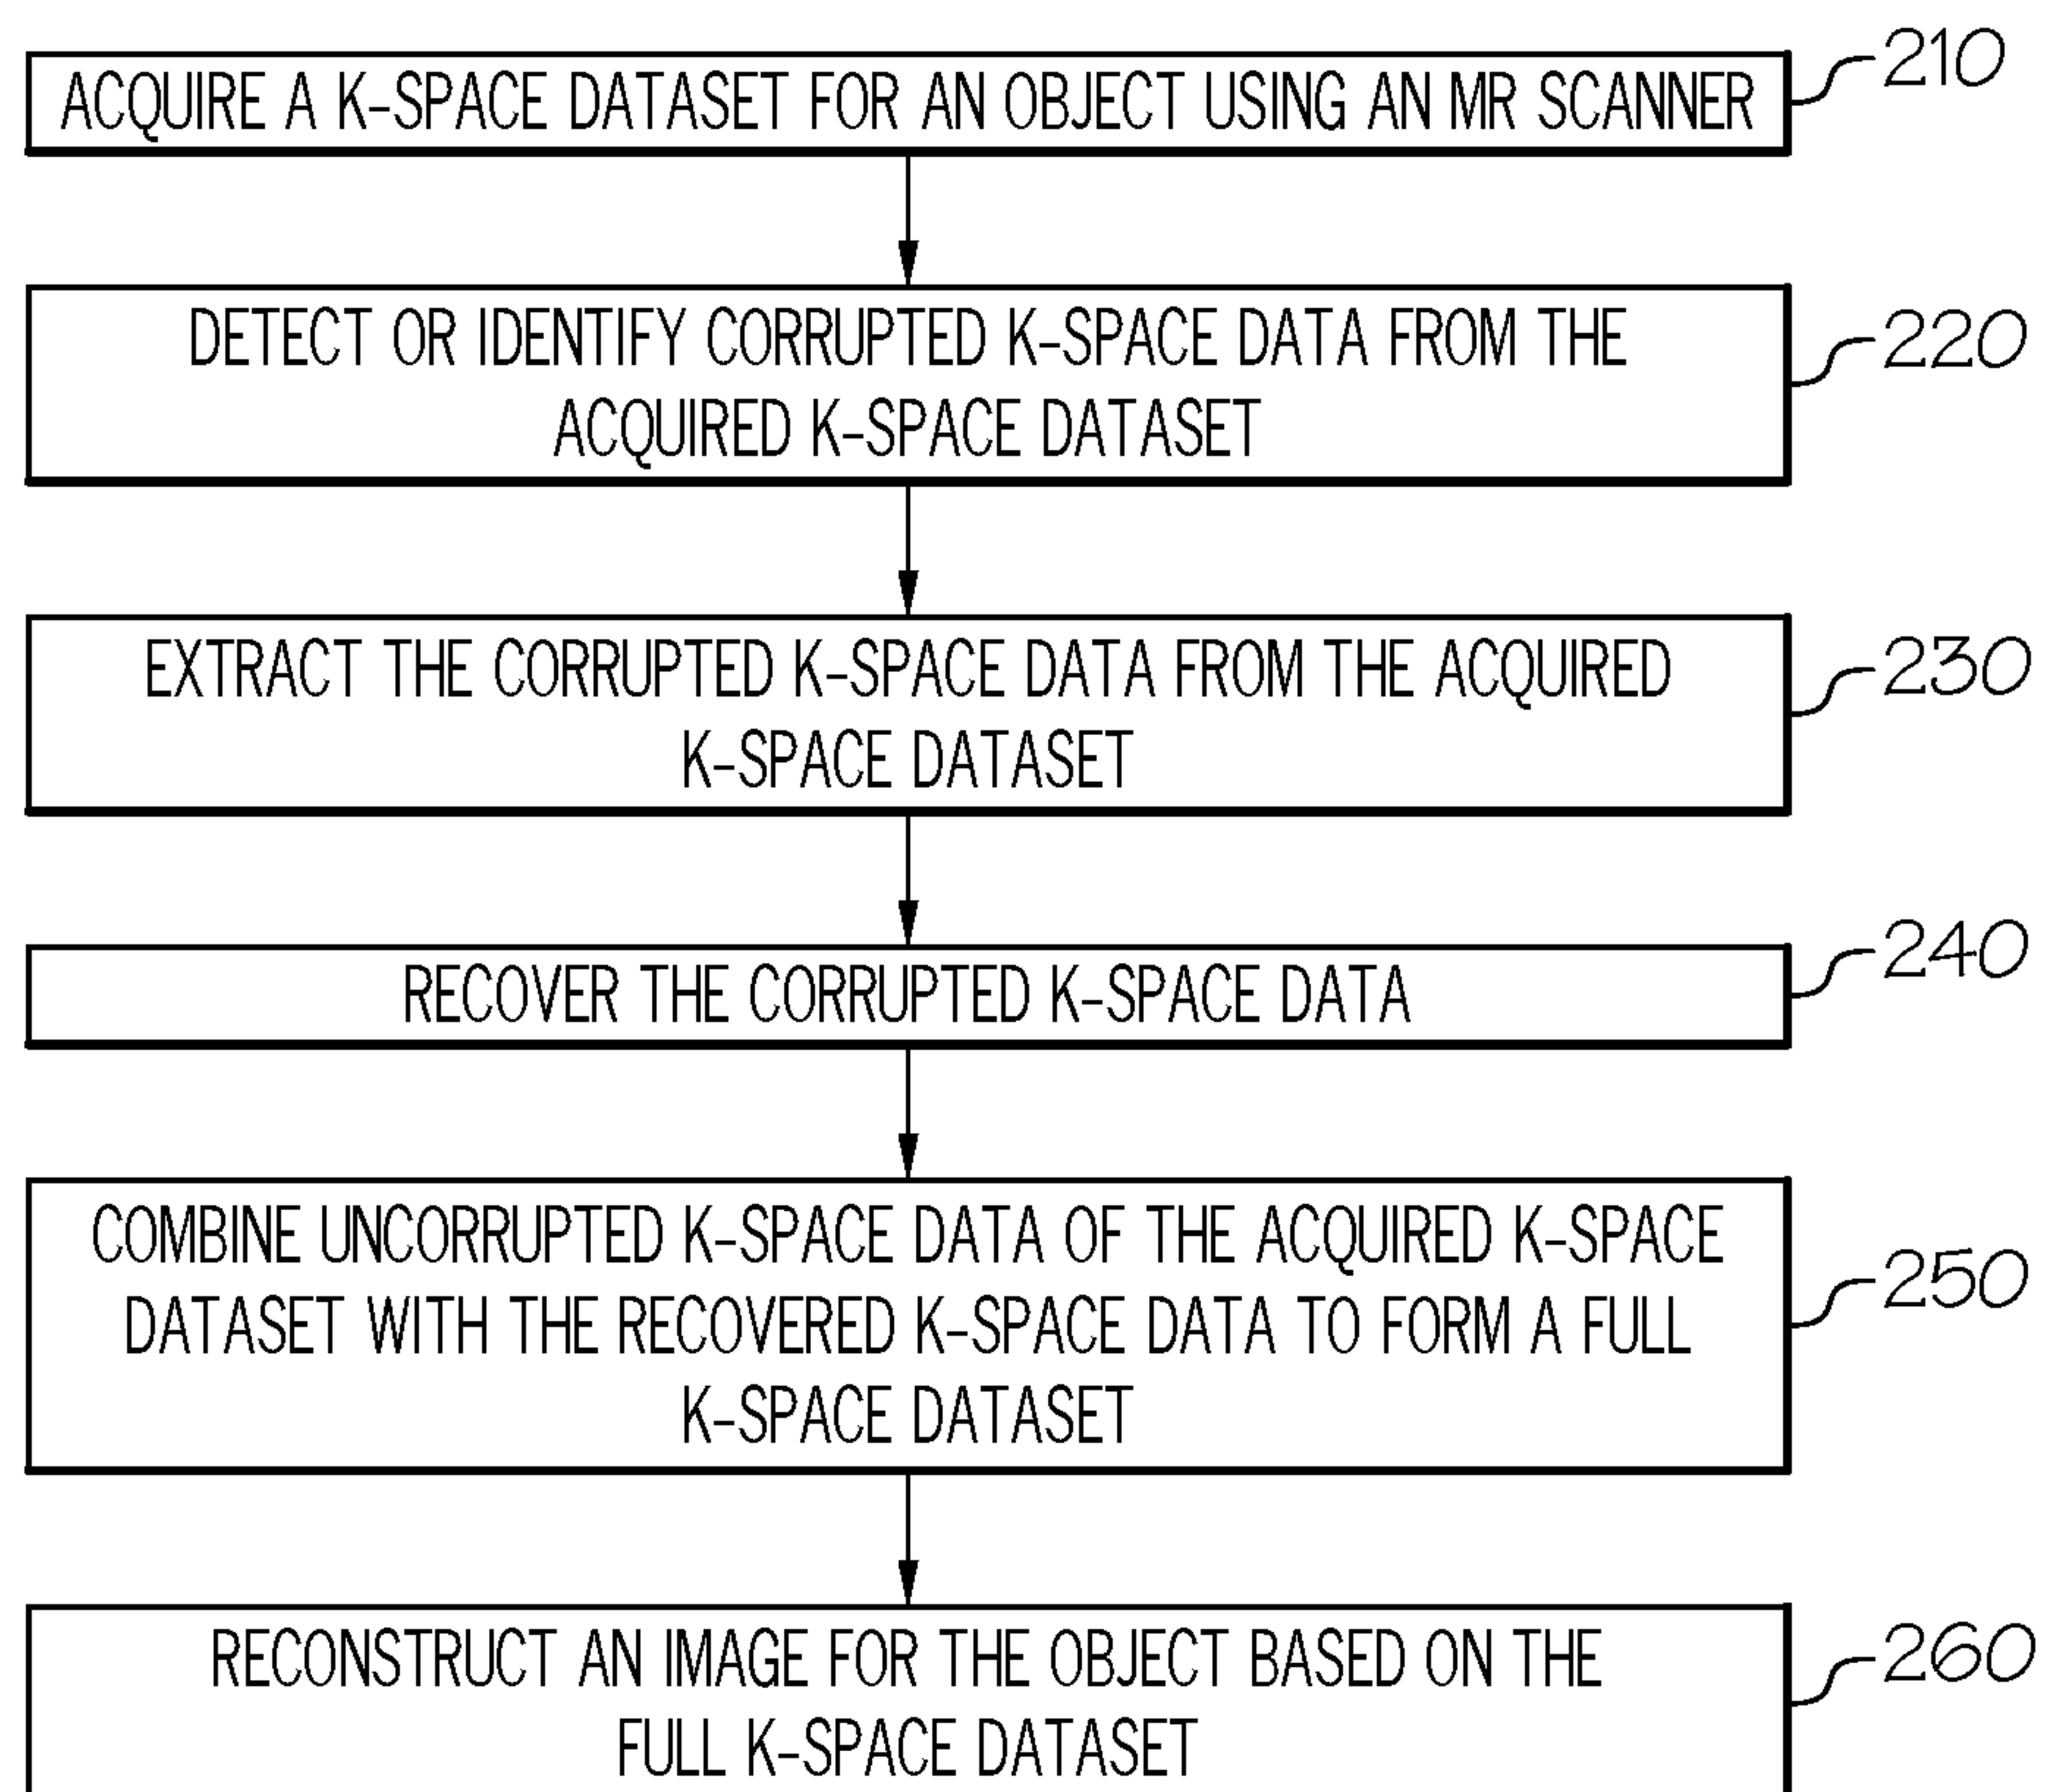 ACQUIRE A K-SPACE DATASET FOR AN OBJECT USING AN MR SCANNER
210
DETECT OR IDENTIFY CORRUPTED K-SPACE DATA FROM THE
ACQUIRED K-SPACE DATASET
220
EXTRACT THE CORRUPTED K-SPACE DATA FROM THE ACQUIRED
K-SPACE DATASET
230
RECOVER THE CORRUPTED K-SPACE DATA
240
COMBINE UNCORRUPTED K-SPACE DATA OF THE ACQUIRED K-SPACE
DATASET WITH THE RECOVERED K-SPACE DATA TO FORM A FULL
K-SPACE DATASET
250
RECONSTRUCT AN IMAGE FOR THE OBJECT BASED ON THE
FULL K-SPACE DATASET
260